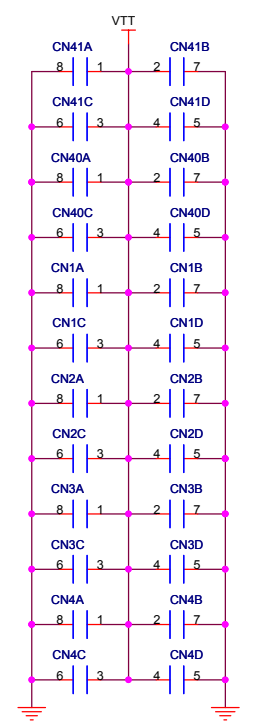 VTT
CN41A CN41B
8 1 2 7
CN41C CN41D
6 3 4 5
CN40A CN40B
8 1 2 7
CN40C CN40D
6 3 4 5
CN1A CN1B
8 1 2 7
CN1C CN1D
6 3 4 5
CN2A CN2B
8 1 2 7
CN2C CN2D
6 3 4 5
CN3A CN3B
8 1 2 7
CN3C CN3D
6 3 4 5
CN4A CN4B
8 1 2 7
CN4C CN4D
6 3 4 5